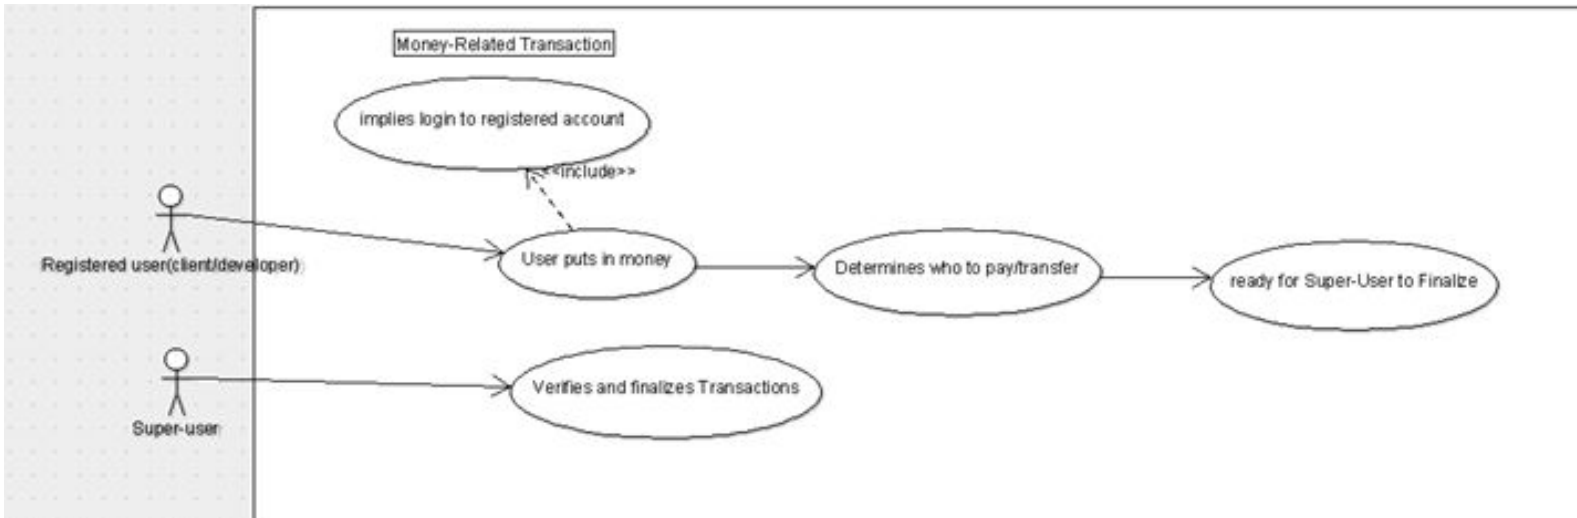 Money-Related Transaction
implies login to registered account
<<include>>
Registered user(client/developer)
User puts in money
Determines who to pay/transfer
ready for Super-User to Finalize
Super-user
Verifies and finalizes Transactions